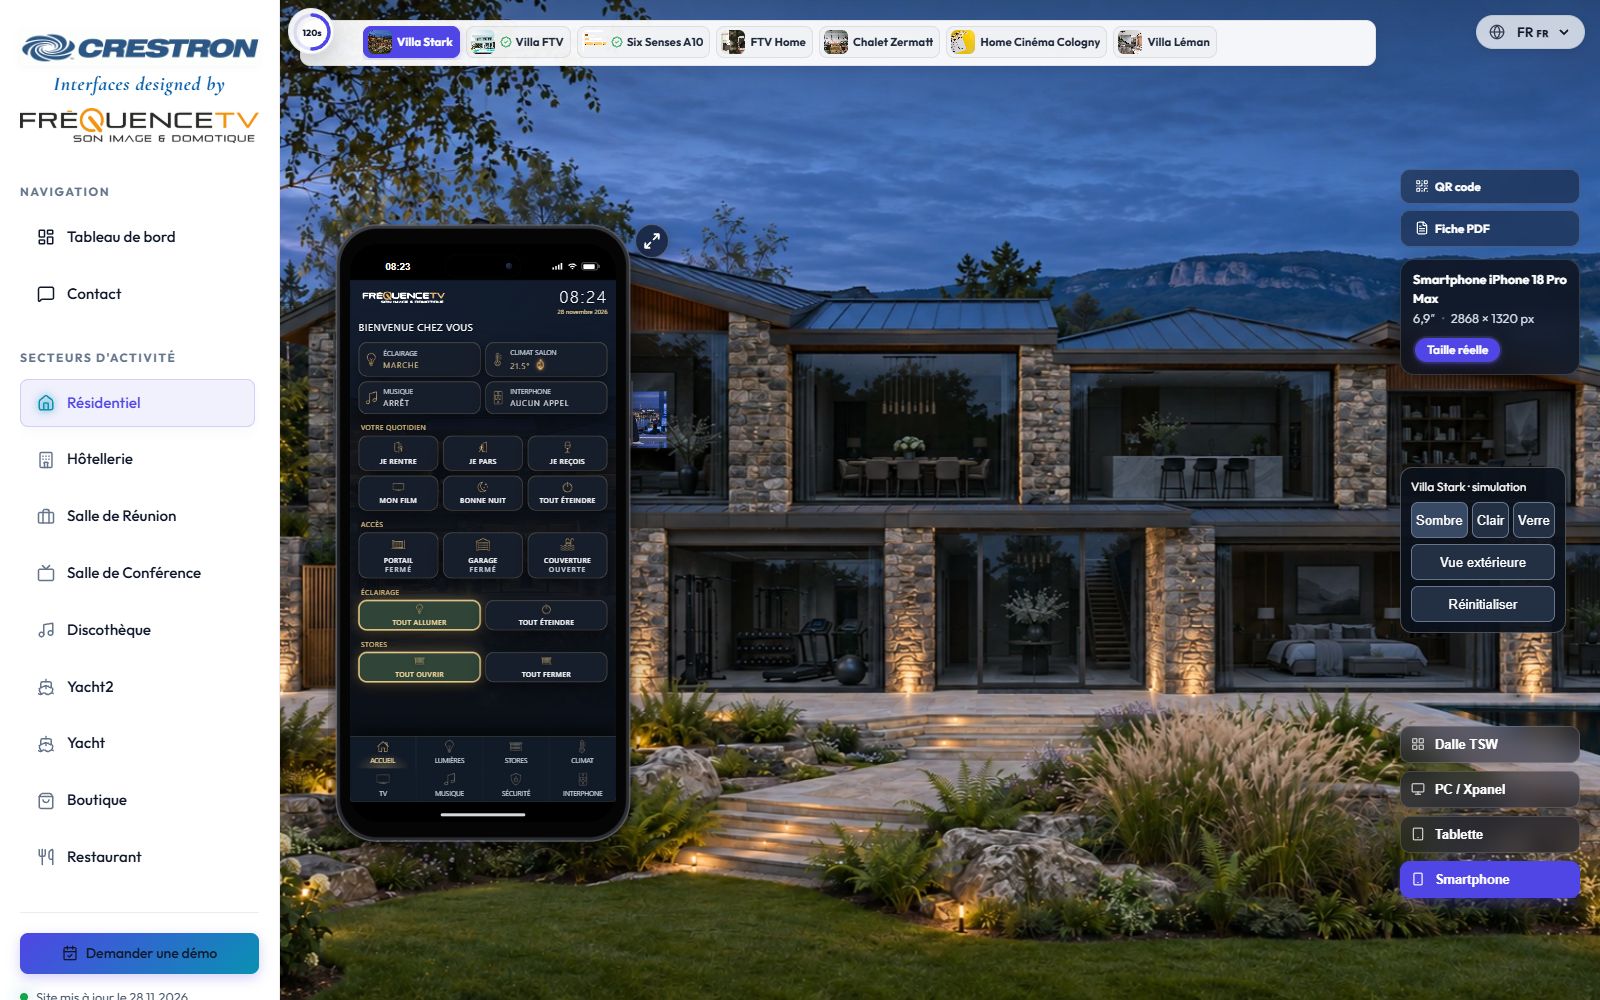 CRESTRON
Interfaces designed by
FRÉQUENCETV
SON IMAGE & DOMOTIQUE
NAVIGATION
Tableau de bord
Contact
SECTEURS D'ACTIVITÉ
Résidentiel
Hôtellerie
Salle de Réunion
Salle de Conférence
Discothèque
Yacht2
Yacht
Boutique
Restaurant
Demander une démo
Site mis à jour le 28.11.2026
120s
Villa Stark
Villa FTV
Six Senses A10
FTV Home
Chalet Zermatt
Home Cinéma Cologny
Villa Léman
FR FR
08:23
FRÉQUENCETV
SON IMAGE & DOMOTIQUE
08:24
28 novembre 2026
BIENVENUE CHEZ VOUS
ÉCLAIRAGE
MARCHE
CLIMAT SALON
21.5°
MUSIQUE
ARRÊT
INTERPHONE
AUCUN APPEL
VOTRE QUOTIDIEN
JE RENTRE
JE PARS
JE REÇOIS
MON FILM
BONNE NUIT
TOUT ÉTEINDRE
ACCÈS
PORTAIL
FERMÉ
GARAGE
FERMÉ
COUVERTURE
OUVERTE
ÉCLAIRAGE
TOUT ALLUMER
TOUT ÉTEINDRE
STORES
TOUT OUVRIR
TOUT FERMER
ACCUEIL
LUMIÈRES
STORES
CLIMAT
TV
MUSIQUE
SÉCURITÉ
INTERPHONE
QR code
Fiche PDF
Smartphone iPhone 18 Pro
Max
6,9″ · 2868 × 1320 px
Taille réelle
Villa Stark · simulation
Sombre
Clair
Verre
Vue extérieure
Réinitialiser
Dalle TSW
PC / Xpanel
Tablette
Smartphone